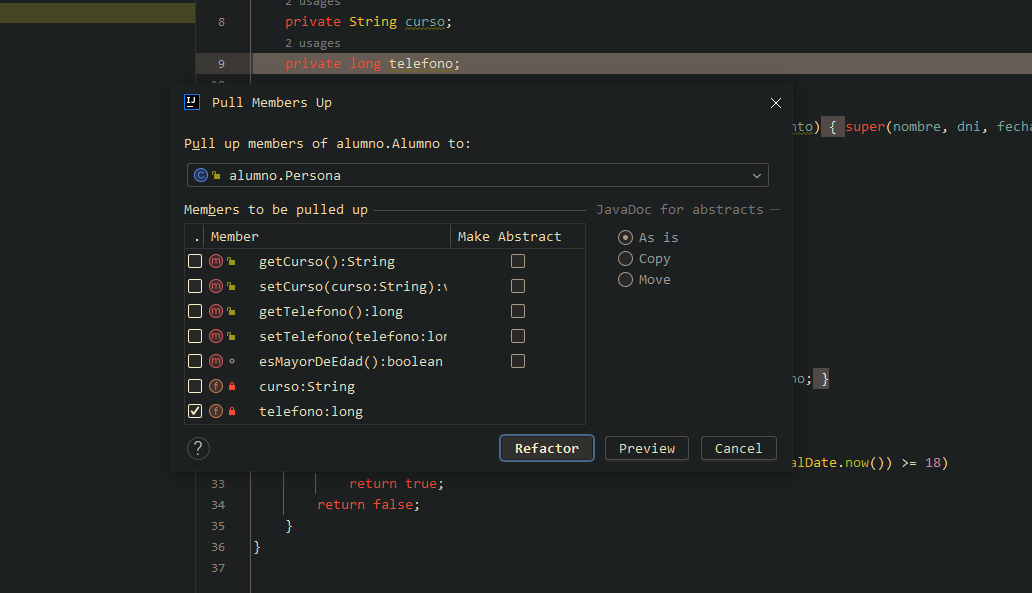 2 usages
8 private String curso;
2 usages
9 private long telefono;
Pull Members Up
nto) { super(nombre, dni, fecha
Pull up members of alumno.Alumno to:
alumno.Persona
Members to be pulled up
JavaDoc for abstracts
. Member Make Abstract
As is
getCurso():String
Copy
setCurso(curso:String):v
Move
getTelefono():long
setTelefono(telefono:lon
esMayorDeEdad():boolean
curso:String
no; }
telefono:long
? Refactor Preview Cancel
alDate.now()) >= 18)
33 return true;
34 return false;
35 }
36 }
37